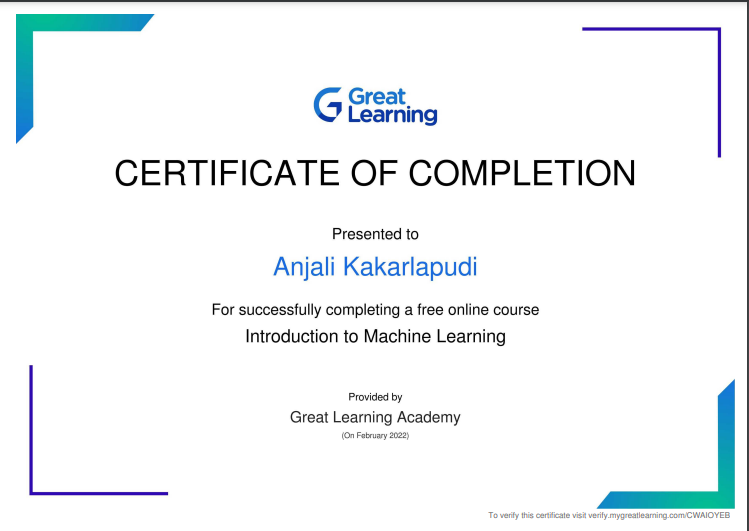 Great
Learning
CERTIFICATE OF COMPLETION
Presented to
Anjali Kakarlapudi
For successfully completing a free online course
Introduction to Machine Learning
Provided by
Great Learning Academy
(On February 2022)
To verify this certificate visit verify.mygreatlearning.com/CWAIOYEB